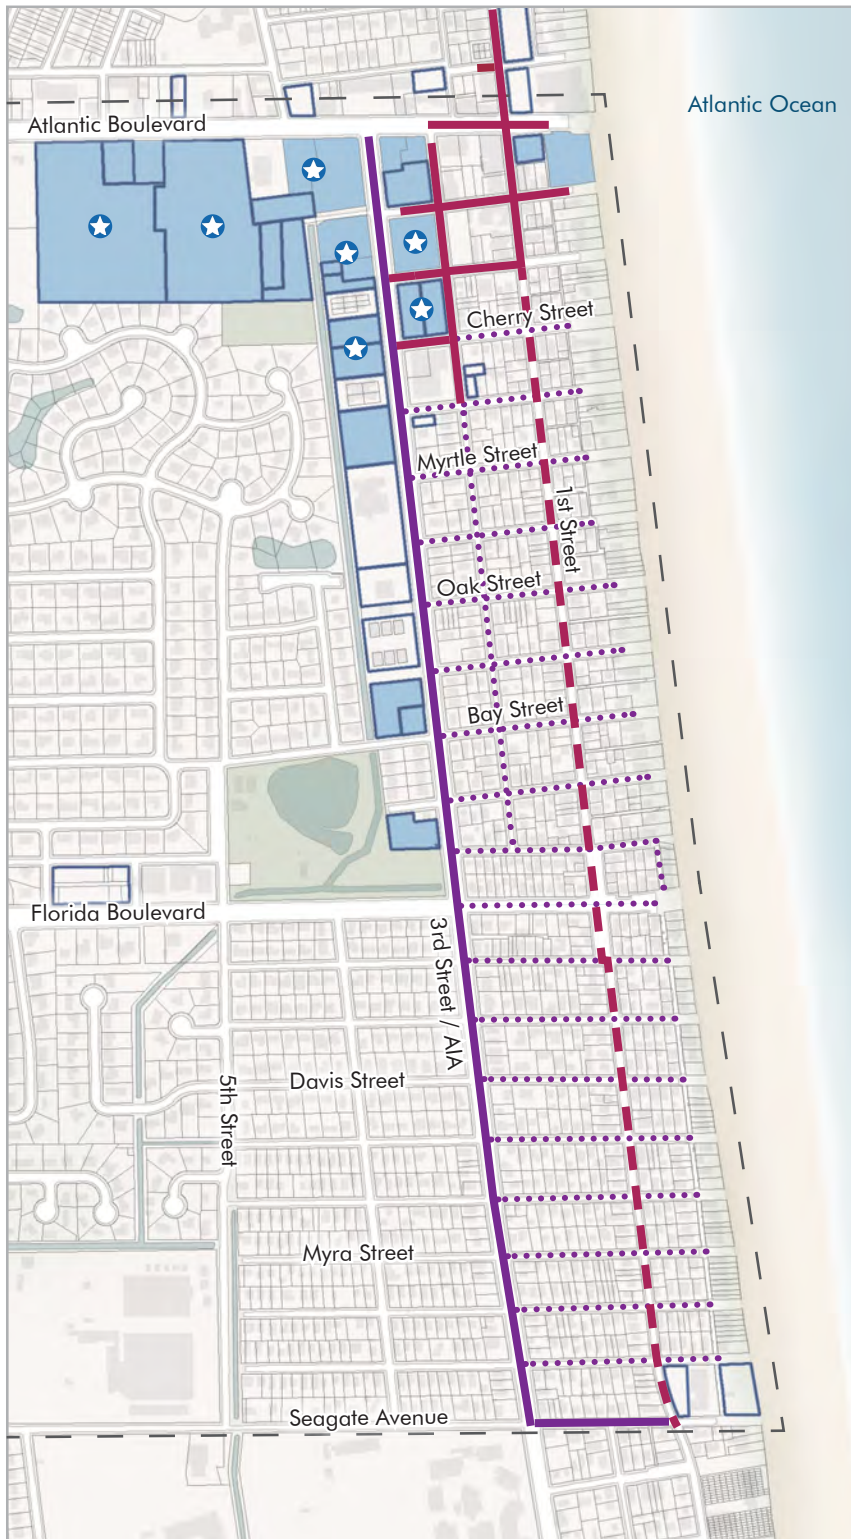 Atlantic Ocean
Atlantic Boulevard
Cherry Street
Myrtle Street
1st Street
Oak Street
Bay Street
Florida Boulevard
3rd Street / A1A
Davis Street
5th Street
Myra Street
Seagate Avenue